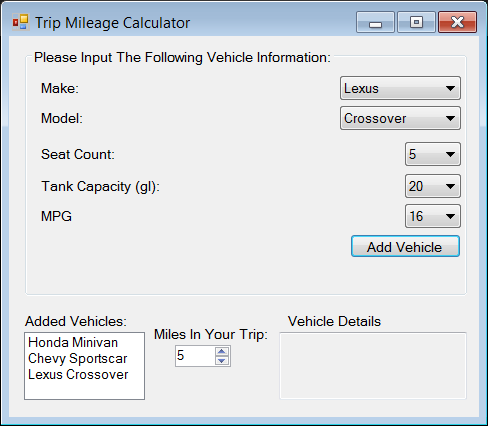 Trip Mileage Calculator
Please Input The Following Vehicle Information:
Make: Lexus
Model: Crossover
Seat Count: 5
Tank Capacity (gl): 20
MPG 16
Add Vehicle
Added Vehicles:
Honda Minivan
Chevy Sportscar
Lexus Crossover
Miles In Your Trip:
5
Vehicle Details